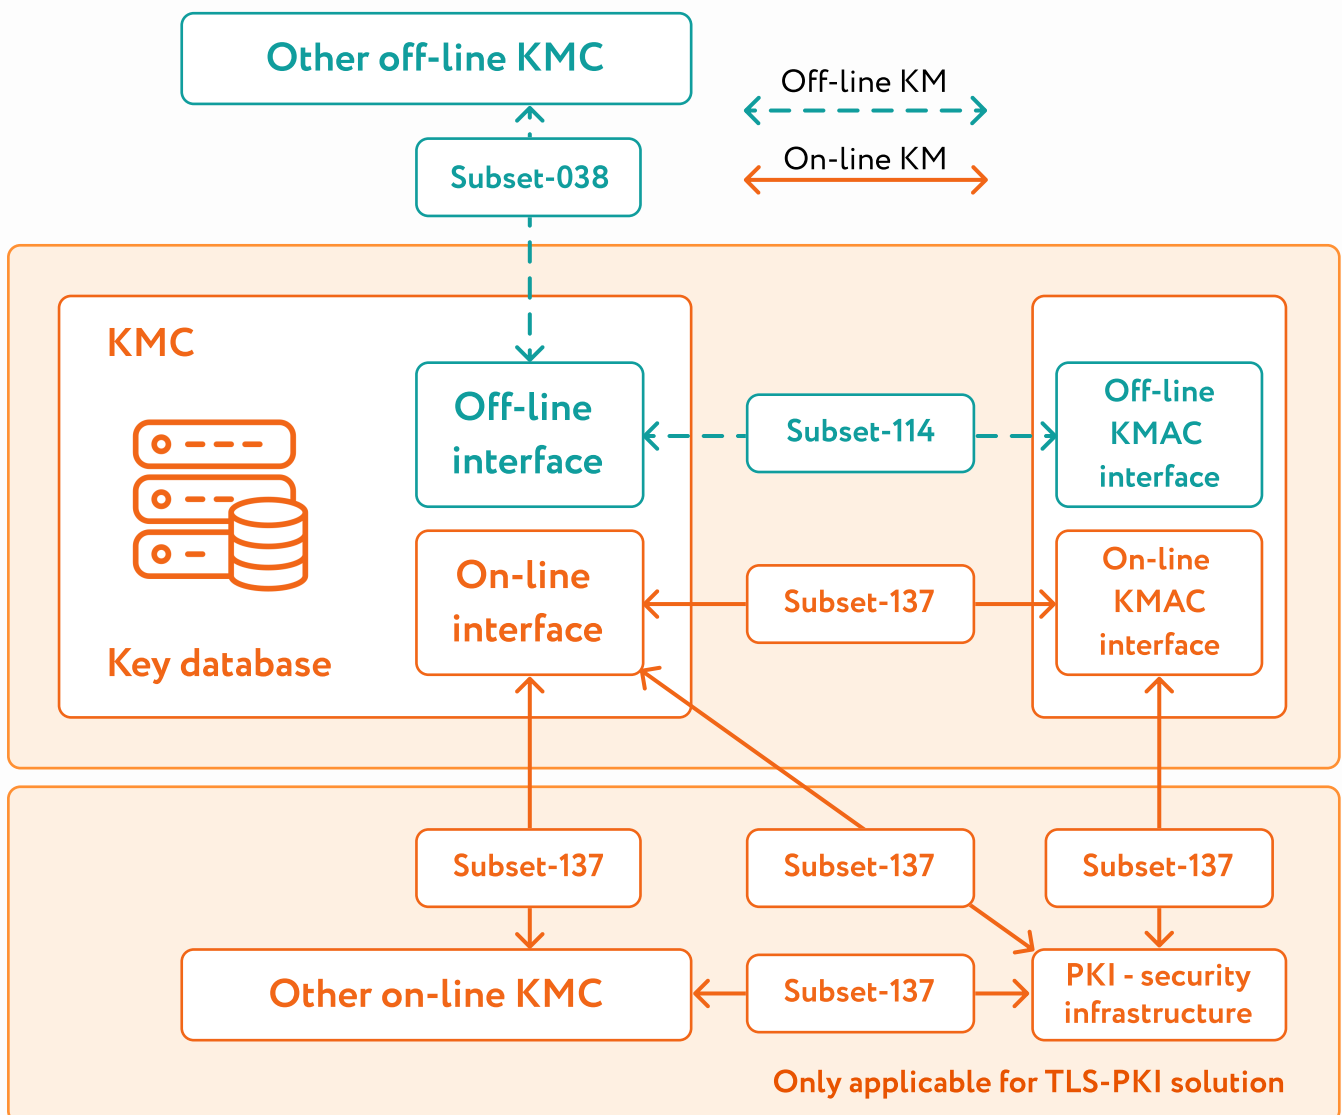 Other off-line KMC
Off-line KM
On-line KM
Subset-038
KMC
Key database
Off-line
interface
Subset-114
Off-line
KMAC
interface
On-line
interface
Subset-137
On-line
KMAC
interface
Subset-137
Subset-137
Subset-137
Other on-line KMC
Subset-137
PKI - security
infrastructure
Only applicable for TLS-PKI solution